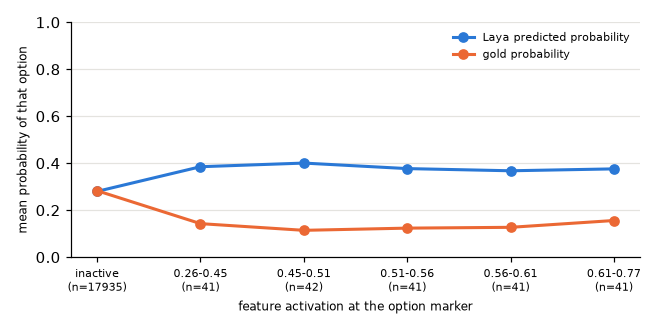 mean probability of that option
1.0
0.8
0.6
0.4
0.2
0.0
Laya predicted probability
gold probability
inactive
(n=17935)
0.26-0.45
(n=41)
0.45-0.51
(n=42)
0.51-0.56
(n=41)
0.56-0.61
(n=41)
0.61-0.77
(n=41)
feature activation at the option marker